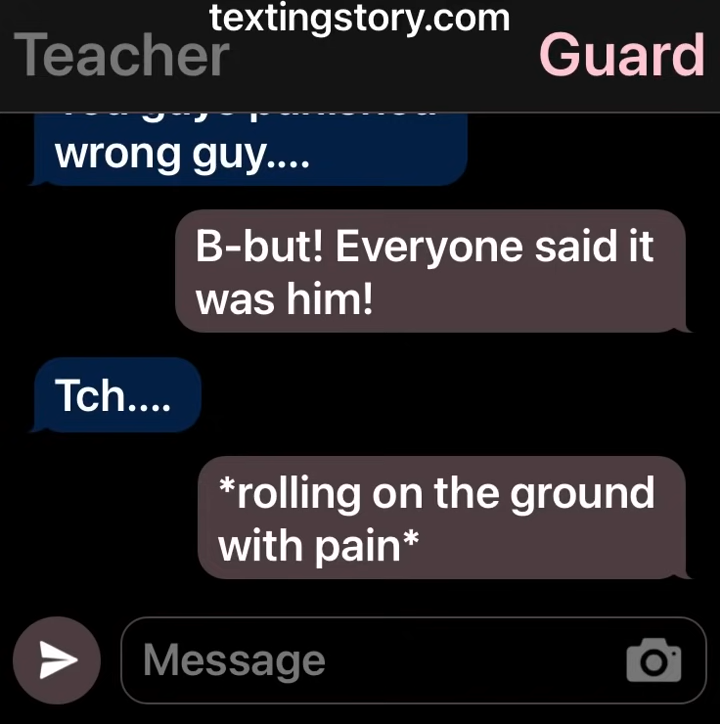 textingstory.com
Teacher
Guard
wrong guy....
B-but! Everyone said it
was him!
Tch....
*rolling on the ground
with pain*
Message